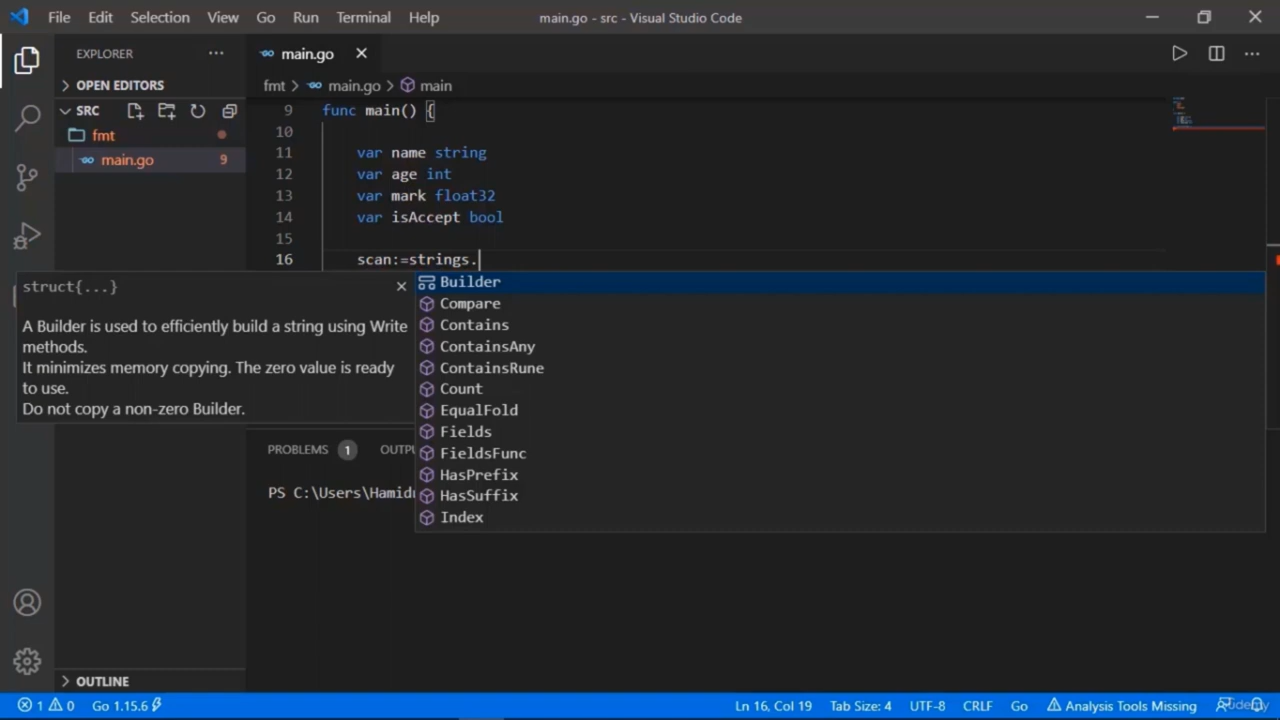 File Edit Selection View Go Run Terminal Help
main.go - src - Visual Studio Code
EXPLORER
OPEN EDITORS
SRC
fmt
main.go 9
main.go
fmt > main.go > main
9 func main() {
10
11 var name string
12 var age int
13 var mark float32
14 var isAccept bool
15
16 scan:=strings.
struct{...}
A Builder is used to efficiently build a string using Write
methods.
It minimizes memory copying. The zero value is ready
to use.
Do not copy a non-zero Builder.
Builder
Compare
Contains
ContainsAny
ContainsRune
Count
EqualFold
Fields
FieldsFunc
HasPrefix
HasSuffix
Index
PROBLEMS 1
PS C:\Users\
OUTLINE
1 0 Go 1.15.6 Ln 16, Col 19 Tab Size: 4 UTF-8 CRLF Go Analysis Tools Missing